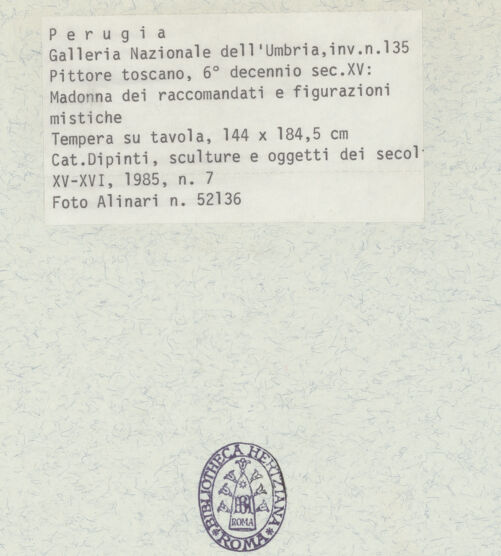 P e r u g i a
Galleria Nazionale dell'Umbria,inv.n.135
Pittore toscano, 6° decennio sec.XV:
Madonna dei raccomandati e figurazioni
mistiche
Tempera su tavola, 144 x 184,5 cm
Cat.Dipinti, sculture e oggetti dei secol
XV-XVI, 1985, n. 7
Foto Alinari n. 52136
BIBLIOTHECA HERTZIANA
ROMA
ROMA